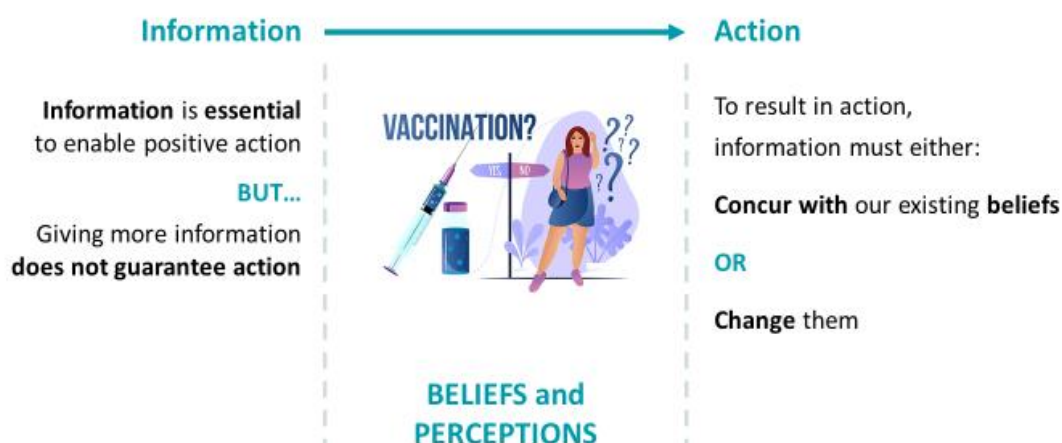 Information
Information is essential
to enable positive action
BUT...
Giving more information
does not guarantee action
VACCINATION?
YES NO
???
??
?
BELIEFS and
PERCEPTIONS
Action
To result in action,
information must either:
Concur with our existing beliefs
OR
Change them